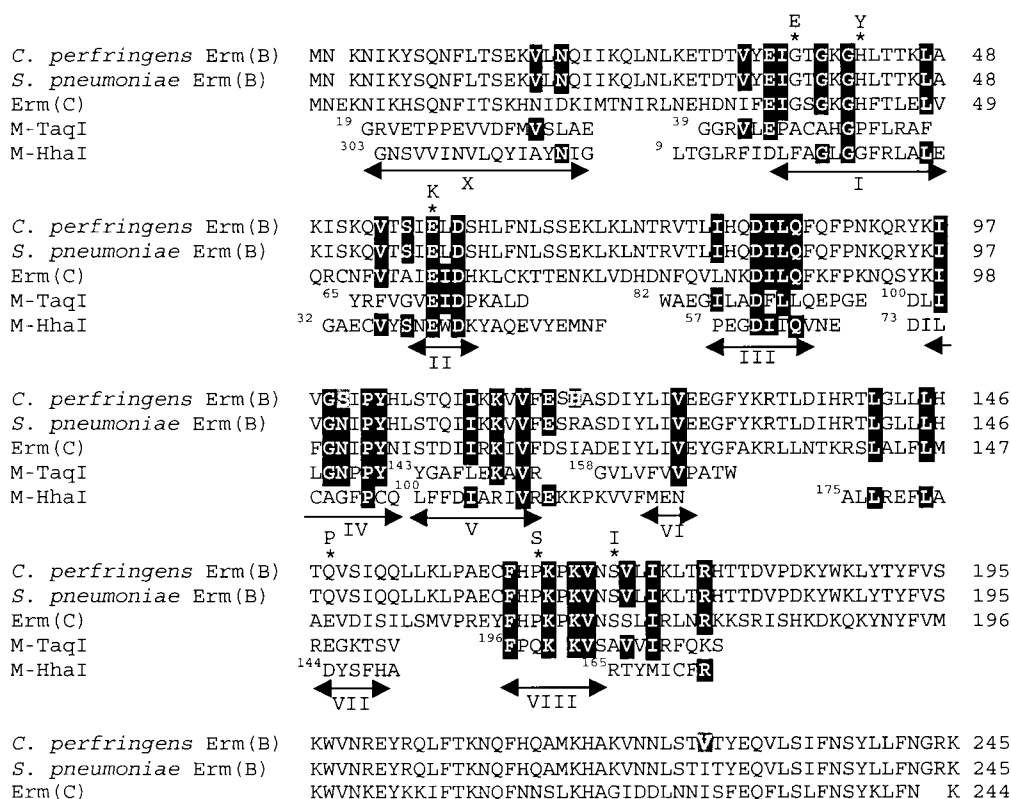 E Y
C. perfringens Erm(B) MN KNIKYSQNFLTSEKVLNQIIKQLNLKETDTVYEIGTGKGHLTTKLA 48
S. pneumoniae Erm(B) MN KNIKYSQNFLTSEKVLNQIIKQLNLKETDTVYEIGTGKGHLTTKLA 48
Erm(C) MNEKNIKHSQNFITSKHNIDKIMTNIRLNEHDNIFEIGSGKGHFTLELV 49
M-TaqI 19 GRVETPPEVVDFMVSLAE 39 GGRVLEPACAHGPFLRAF
M-HhaI 303 GNSVVINVLQYIAYNIG 9 LTGLRFIDLFAGLGGFRLALE
X I
K
C. perfringens Erm(B) KISKQVTSIELDSHLFNLSSEKLKLNTRVTLIHQDILQFQFPNKQRYKI 97
S. pneumoniae Erm(B) KISKQVTSIELDSHLFNLSSEKLKLNTRVTLIHQDILQFQFPNKQRYKI 97
Erm(C) QRCNFVTAIEIDHKLCKTTENKLVDHDNFQVLNKDILQFKFPKNQSYKI 98
M-TaqI 65 YRFVGVEIDPKALD 82 WAEGILADFLLQEPGE 100 DLI
M-HhaI 32 GAECVYSNEWDKYAQEVYEMNF 57 PEGDITQVNE 73 DIL
II III
C. perfringens Erm(B) VGSIPYHLSTQIIKKVVFESHASDIYLIVEEGFYKRTLDIHRTLGLLLH 146
S. pneumoniae Erm(B) VGNIPYHLSTQIIKKVVFESRASDIYLIVEEGFYKRTLDIHRTLGLLLH 146
Erm(C) FGNIPYNISTDIIRKIVFDSIADEIYLIVEYGFAKRLLNTKRSLALFLM 147
M-TaqI LGNPPY 143 YGAFLEKAVR 158 GVLVFVVPATW
M-HhaI CAGFPCQ 100 LFFDIARIVREKKPKVVFMEN 175 ALLREFLA
IV V VI
P S I
C. perfringens Erm(B) TQVSIQQLLKLPAECFHPKPKVNSVLIKLTRHTTDVPDKYWKLYTYFVS 195
S. pneumoniae Erm(B) TQVSIQQLLKLPAECFHPKPKVNSVLIKLTRHTTDVPDKYWKLYTYFVS 195
Erm(C) AEVDISILSMVPREYFHPKPKVNSSLIRLNRKKSRISHKDKQKYNYFVM 196
M-TaqI REGKTSV 196 FPQKKVSAVVIRFQKS
M-HhaI 144 DYSFHA 165 RTYMICFR
VII VIII
C. perfringens Erm(B) KWVNREYRQLFTKNQFHQAMKHAKVNNLSTVTYEQVLSIFNSYLLFNGRK 245
S. pneumoniae Erm(B) KWVNREYRQLFTKNQFHQAMKHAKVNNLSTITYEQVLSIFNSYLLFNGRK 245
Erm(C) KWVNKEYKKIFTKNQFNNSLKHAGIDDLNNISFEQFLSLFNSYKLFN K 244